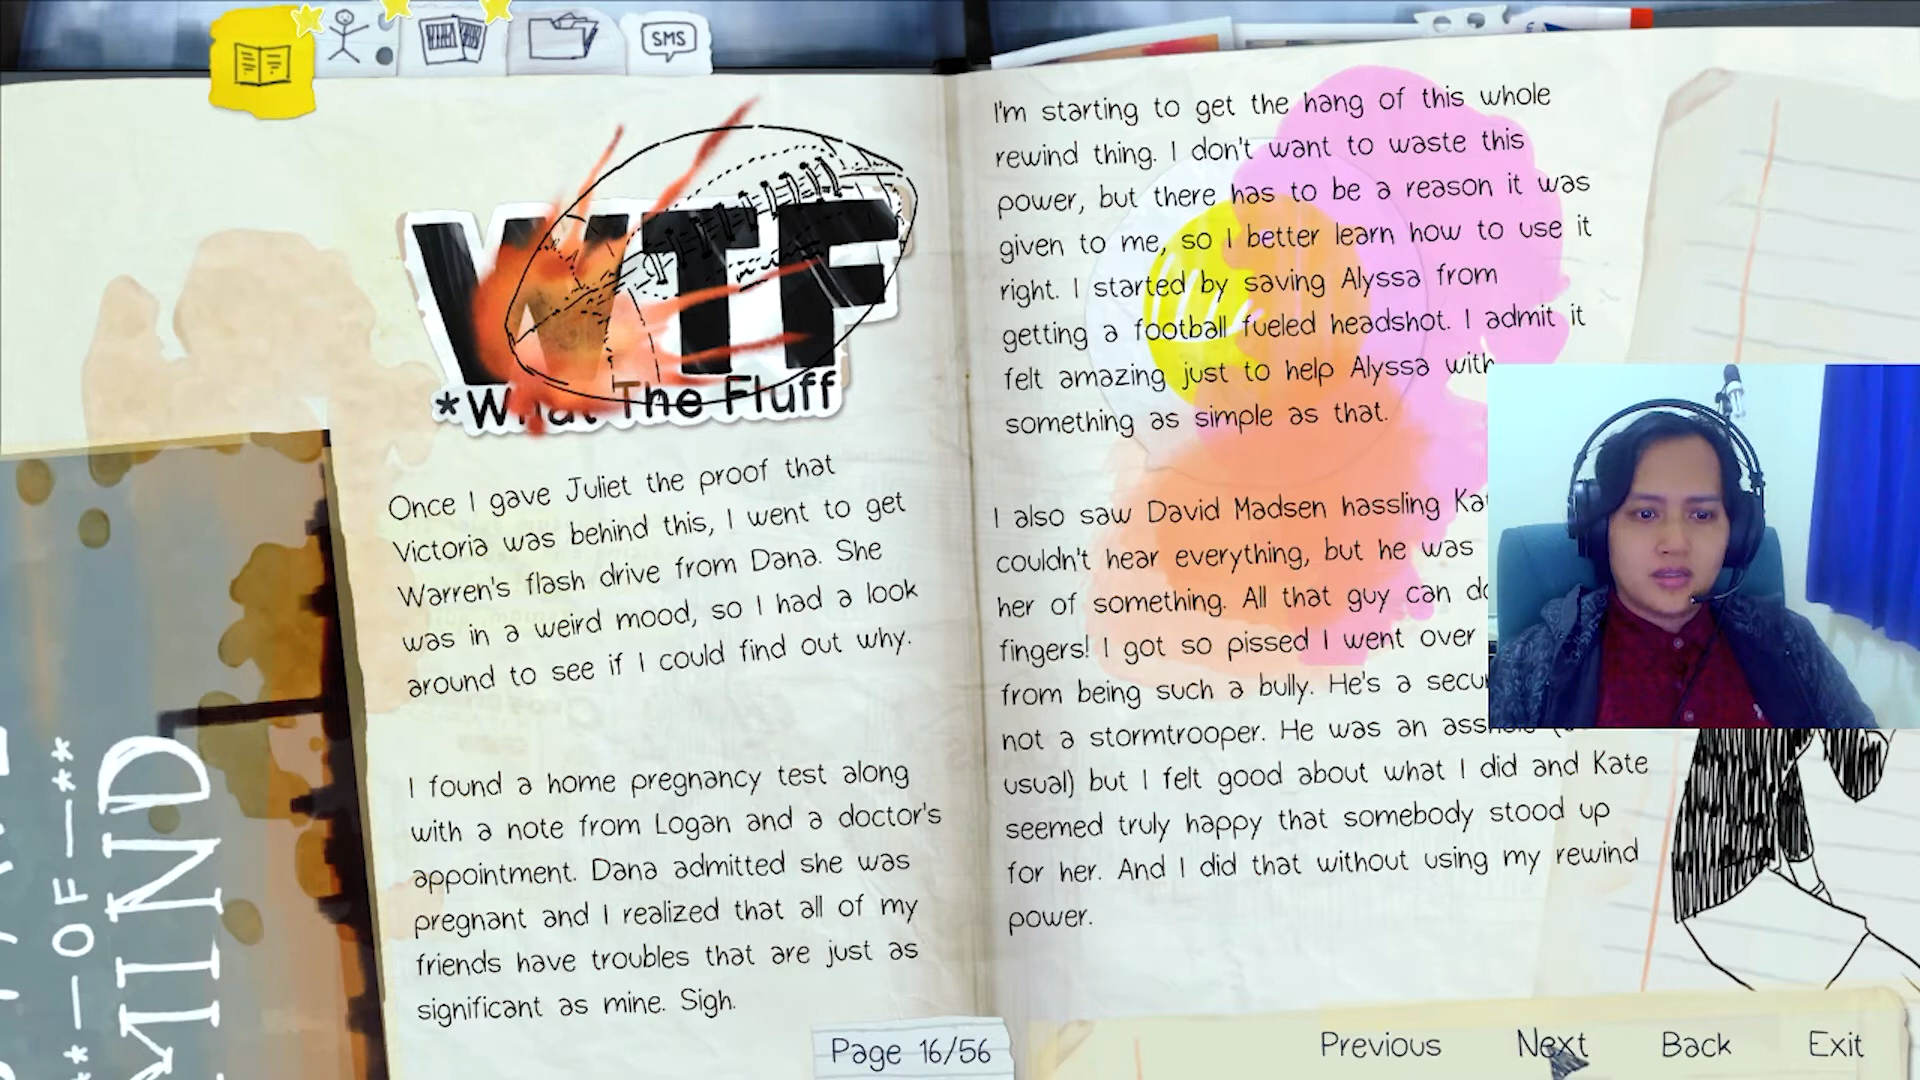 SMS
WTF
*What The Fluff
Once I gave Juliet the proof that
Victoria was behind this, I went to get
Warren's flash drive from Dana. She
was in a weird mood, so I had a look
around to see if I could find out why.
I found a home pregnancy test along
with a note from Logan and a doctor's
appointment. Dana admitted she was
pregnant and I realized that all of my
friends have troubles that are just as
significant as mine. Sigh.
I'm starting to get the hang of this whole
rewind thing. I don't want to waste this
power, but there has to be a reason it was
given to me, so I better learn how to use it
right. I started by saving Alyssa from
getting a football fueled headshot. I admit it
felt amazing just to help Alyssa with
something as simple as that.
I also saw David Madsen hassling
couldn't hear everything, but he was
her of something. All that guy can
fingers! I got so pissed I went over
from being such a bully. He's a
not a stormtrooper. He was an
usual) but I felt good about what I did and Kate
seemed truly happy that somebody stood up
for her. And I did that without using my rewind
power.
*—OF—**
MIND
Page 16/56
Previous
Next
Back
Exit